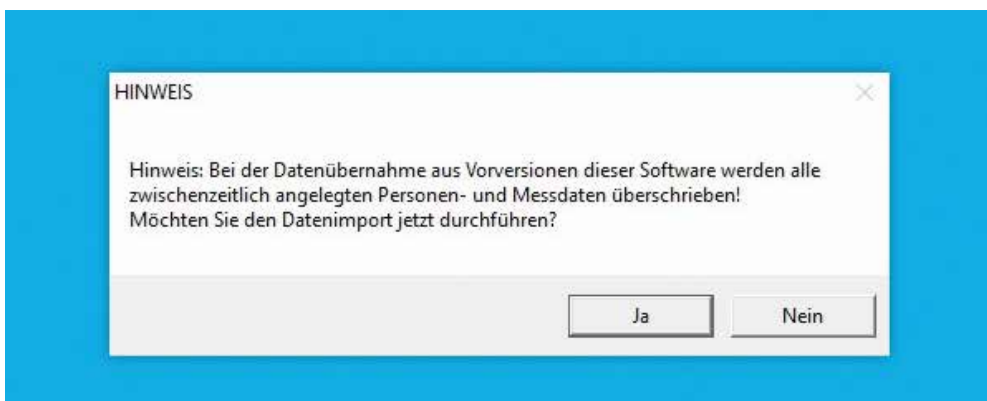 HINWEIS
Hinweis: Bei der Datenübernahme aus Vorversionen dieser Software werden alle
zwischenzeitlich angelegten Personen- und Messdaten überschrieben!
Möchten Sie den Datenimport jetzt durchführen?
Ja
Nein